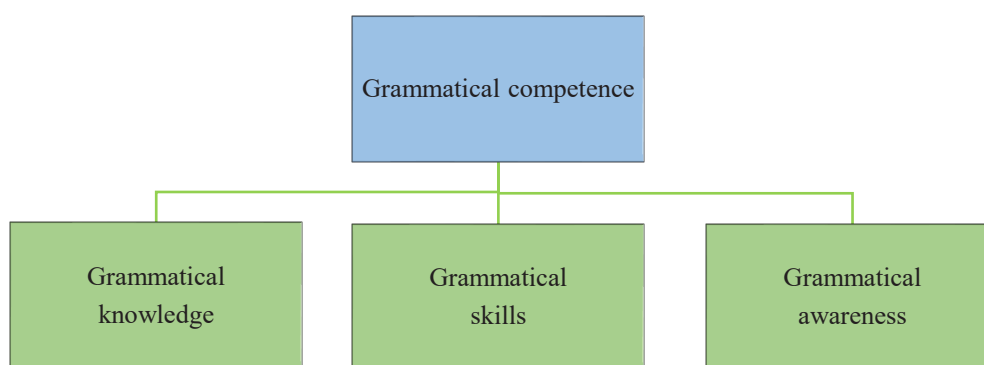 Grammatical competence
Grammatical
knowledge
Grammatical
skills
Grammatical
awareness